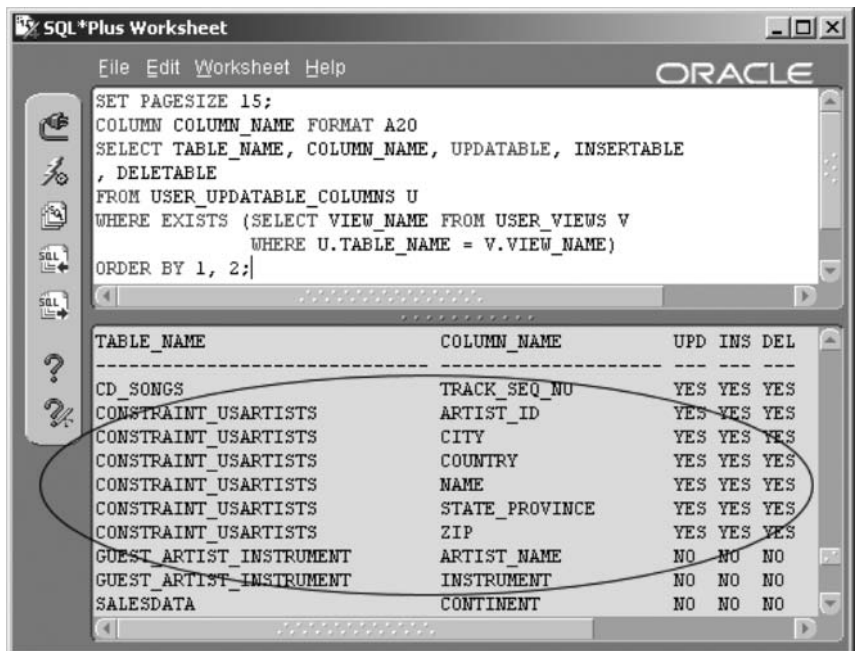 SQL*Plus Worksheet
File Edit Worksheet Help
ORACLE
SET PAGESIZE 15;
COLUMN COLUMN_NAME FORMAT A20
SELECT TABLE_NAME, COLUMN_NAME, UPDATABLE, INSERTABLE
, DELETABLE
FROM USER_UPDATABLE_COLUMNS U
WHERE EXISTS (SELECT VIEW_NAME FROM USER_VIEWS V
WHERE U.TABLE_NAME = V.VIEW_NAME)
ORDER BY 1, 2;
SQL
SQL
TABLE_NAME COLUMN_NAME UPD INS DEL
------------------------------ -------------------- --- --- ---
CD_SONGS TRACK_SEQ_NO YES YES YES
CONSTRAINT_USARTISTS ARTIST_ID YES YES YES
CONSTRAINT_USARTISTS CITY YES YES YES
CONSTRAINT_USARTISTS COUNTRY YES YES YES
CONSTRAINT_USARTISTS NAME YES YES YES
CONSTRAINT_USARTISTS STATE_PROVINCE YES YES YES
CONSTRAINT_USARTISTS ZIP YES YES YES
GUEST_ARTIST_INSTRUMENT ARTIST_NAME NO NO NO
GUEST_ARTIST_INSTRUMENT INSTRUMENT NO NO NO
SALESDATA CONTINENT NO NO NO